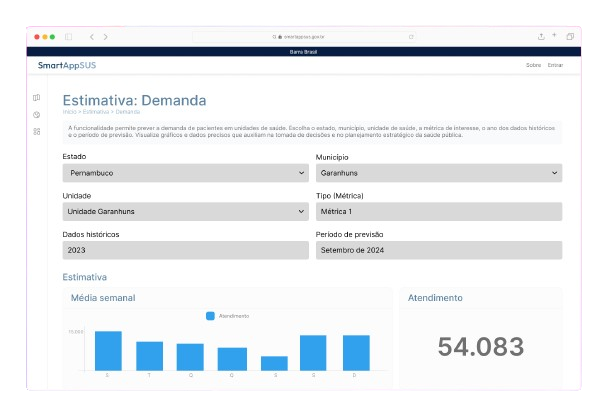 smartappsus.gov.br
Barra Brasil
SmartAppSUS
Sobre Entrar
Estimativa: Demanda
Início > Estimativa > Demanda
A funcionalidade permite prever a demanda de pacientes em unidades de saúde. Escolha o estado, município, unidade de saúde, a métrica de interesse, o ano dos dados históricos
e o período de previsão. Visualize gráficos e dados precisos que auxiliam na tomada de decisões e no planejamento estratégico da saúde pública.
Estado
Município
Pernambuco
Garanhuns
Unidade
Tipo (Métrica)
Unidade Garanhuns
Métrica 1
Dados históricos
Período de previsão
2023
Setembro de 2024
Estimativa
Média semanal
Atendimento
Atendimento
10.000
54.083
S T Q Q S S D